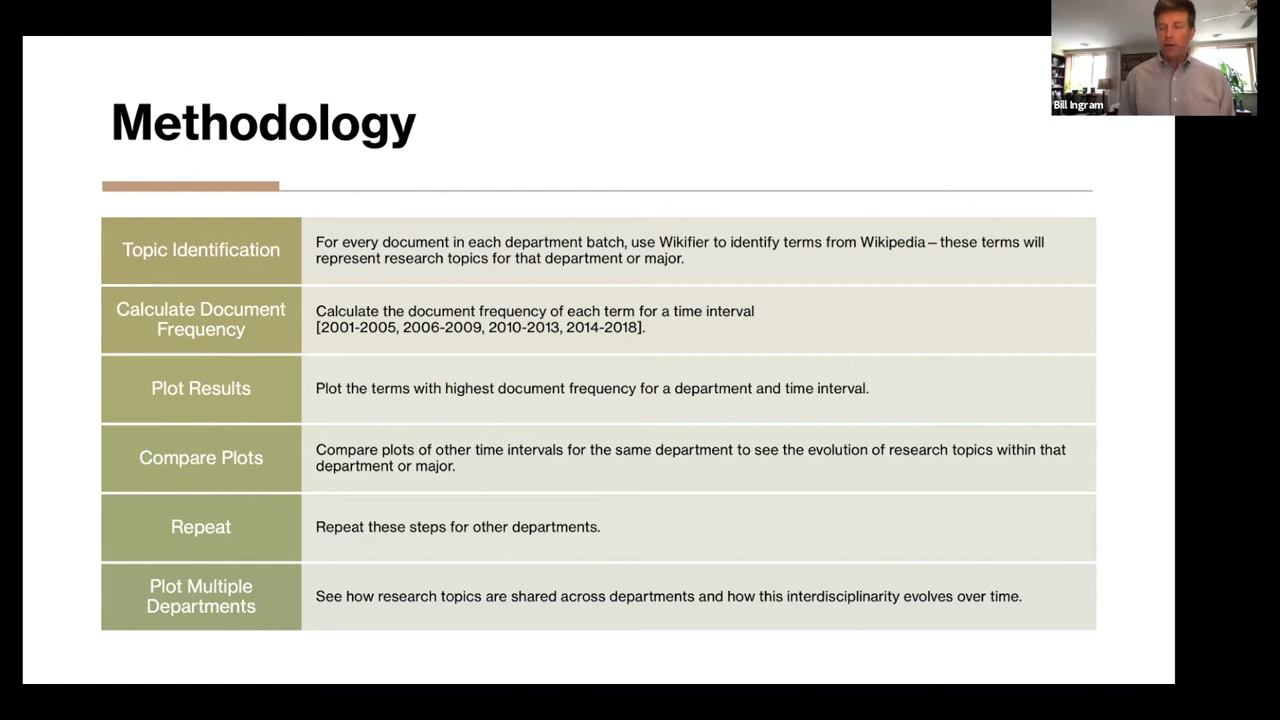 Bill Ingram
Methodology
Topic Identification
For every document in each department batch, use Wikifier to identify terms from Wikipedia – these terms will
represent research topics for that department or major.
Calculate Document
Frequency
Calculate the document frequency of each term for a time interval
[2001-2005, 2006-2009, 2010-2013, 2014-2018].
Plot Results
Plot the terms with highest document frequency for a department and time interval.
Compare Plots
Compare plots of other time intervals for the same department to see the evolution of research topics within that
department or major.
Repeat
Repeat these steps for other departments.
Plot Multiple
Departments
See how research topics are shared across departments and how this interdisciplinarity evolves over time.